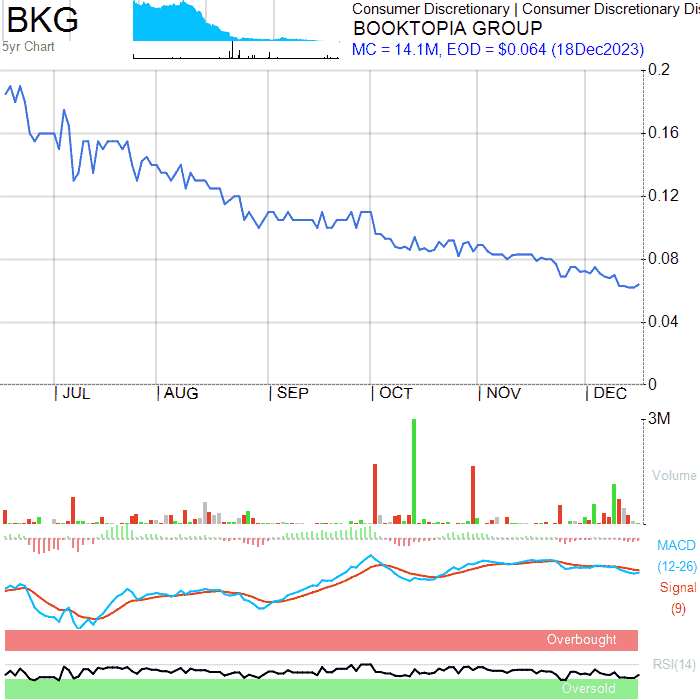 BKG
5yr Chart
Consumer Discretionary | Consumer Discretionary Dis
BOOKTOPIA GROUP
MC = 14.1M, EOD = $0.064 (18Dec2023)
0.2
0.16
0.12
0.08
0.04
0
JUL AUG SEP OCT NOV DEC
3M
Volume
MACD
(12-26)
Signal
(9)
Overbought
RSI(14)
Oversold